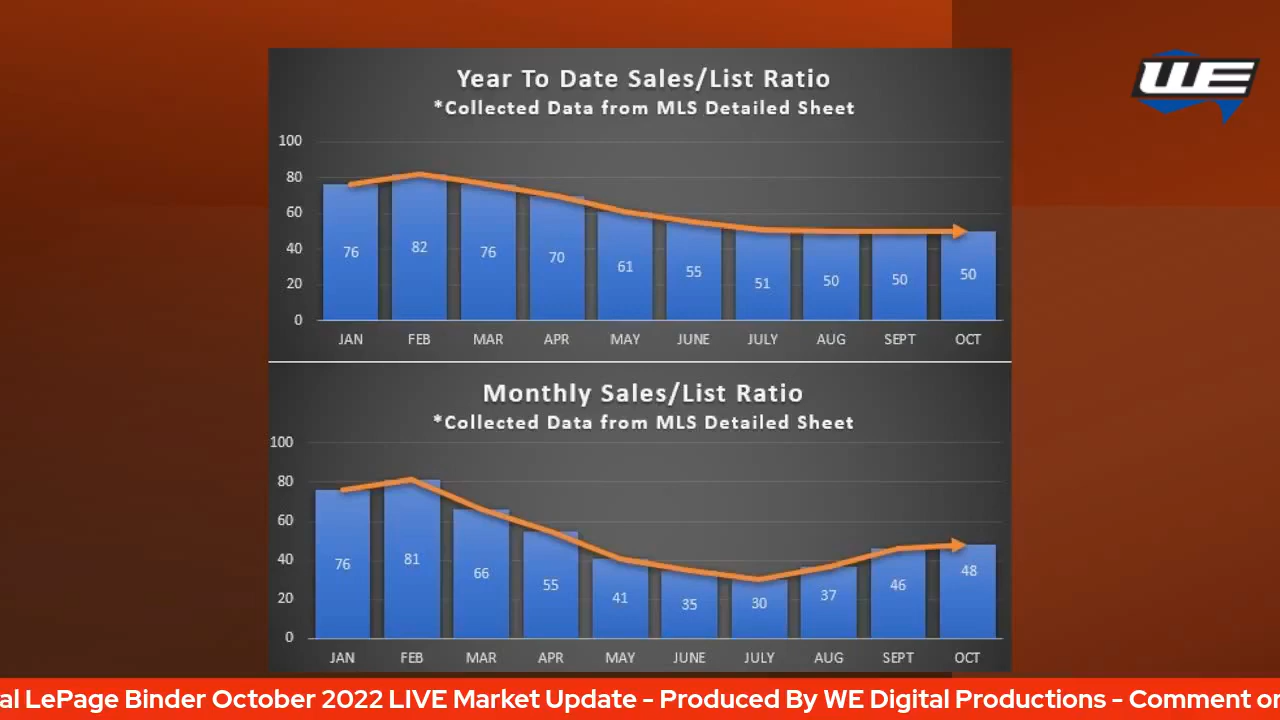 Year To Date Sales/List Ratio
*Collected Data from MLS Detailed Sheet
WE
100
80
60
40
20
0
76 82 76 70 61 55 51 50 50 50
JAN FEB MAR APR MAY JUNE JULY AUG SEPT OCT
Monthly Sales/List Ratio
*Collected Data from MLS Detailed Sheet
100
80
60
40
20
0
76 81 66 55 41 35 30 37 46 48
JAN FEB MAR APR MAY JUNE JULY AUG SEPT OCT
al LePage Binder October 2022 LIVE Market Update - Produced By WE Digital Productions - Comment or